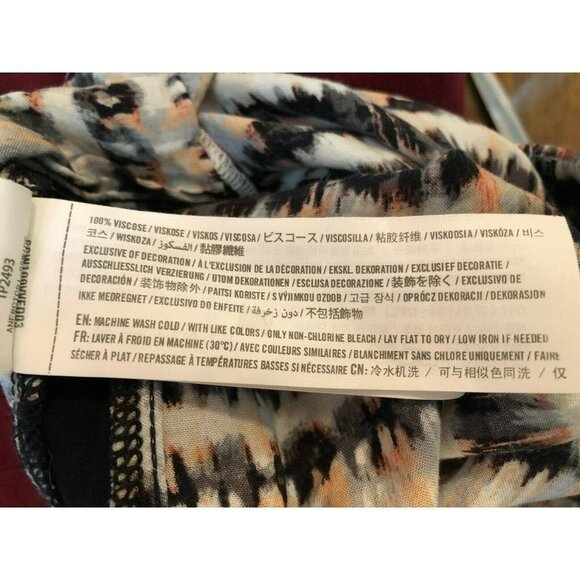 100% VISCOSE / VISKOSE / VISKOS / VISCOSA / ビスコース / VISCOSILLA / 粘胶纤维 / VISKOOSIA / VISKÓZA / 비스
코스 / WISKOZA / الفسكوز / 黏膠纖維
EXCLUSIVE OF DECORATION / À L'EXCLUSION DE LA DÉCORATION / EKSKL. DEKORATION / EXCLUSIEF DECORATIE /
AUSSCHLIESSLICH VERZIERUNG / UTOM DEKORATIONEN / ESCLUSA DECORAZIONE / 装飾を除く / EXCLUSIVO DE
DECORACIÓN / 装饰物除外 / PAITSI KORISTE / S VÝJIMKOU OZDOB / 고급 장식 / OPRÓCZ DEKORACJI / DEKORASJON
IKKE MEDREGNET / EXCLUSIVO DO ENFEITE / دون زخرفة / 不包括飾物
EN: MACHINE WASH COLD / WITH LIKE COLORS / ONLY NON-CHLORINE BLEACH / LAY FLAT TO DRY / LOW IRON IF NEEDED
FR: LAVER À FROID EN MACHINE (30°C) / AVEC COULEURS SIMILAIRES / BLANCHIMENT SANS CHLORE UNIQUEMENT / FAIRE
SÉCHER À PLAT / REPASSAGE À TEMPÉRATURES BASSES SI NÉCESSAIRE CN: 冷水机洗 / 可与相似色同洗 / 仅
TP2493